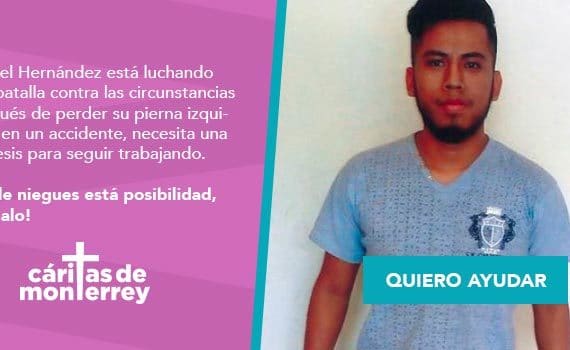 el Hernández está luchando
batalla contra las circunstancias
ués de perder su pierna izqui-
en un accidente, necesita una
esis para seguir trabajando.
le niegues está posibilidad,
alo!
cáritas de
monterrey
QUIERO AYUDAR